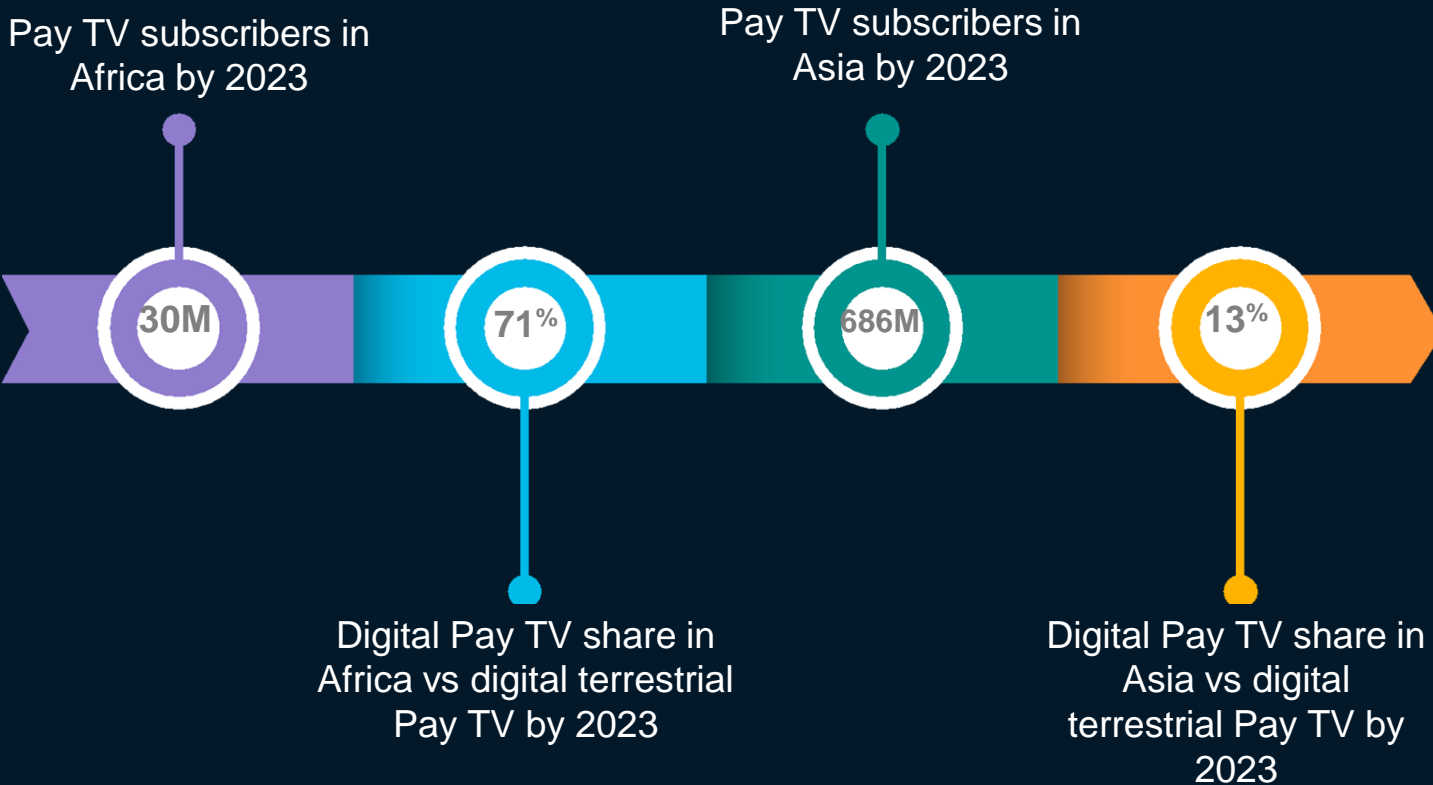 Pay TV subscribers in
Africa by 2023
Pay TV subscribers in
Asia by 2023
30M
71%
686M
13%
Digital Pay TV share in
Africa vs digital terrestrial
Pay TV by 2023
Digital Pay TV share in
Asia vs digital
terrestrial Pay TV by
2023